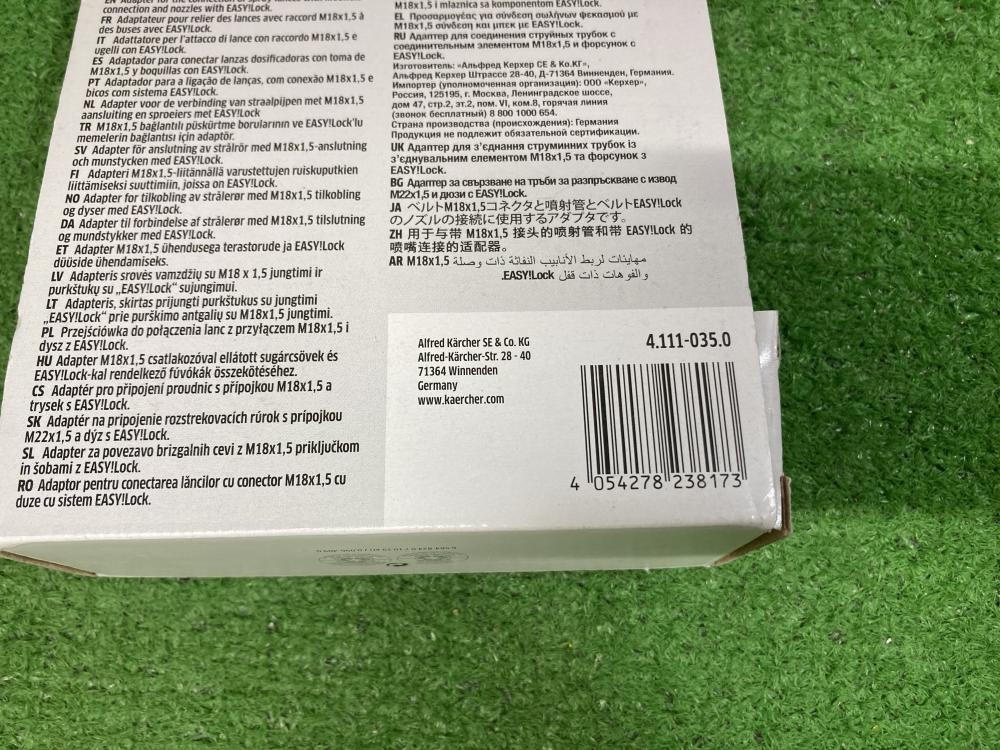 EN Adapter for the connection of spray lances with M18x1,5
connection and nozzles with EASY!Lock.
FR Adaptateur pour relier des lances avec raccord M18x1,5 à
des buses avec EASY!Lock.
IT Adattatore per l'attacco di lance con raccordo M18x1,5 e
ugelli con EASY!Lock.
ES Adaptador para conectar lanzas dosificadoras con toma de
M18x1,5 y boquillas con EASY!Lock.
PT Adaptador para a ligação de lanças, com conexão M18x1,5 e
bicos com sistema EASY!Lock.
NL Adapter voor de verbinding van straalpijpen met M18x1,5
aansluiting en sproeiers met EASY!Lock
TR M18x1,5 bağlantılı püskürtme borularının ve EASY!Lock'lu
memelerin bağlantısı için adaptör.
SV Adapter för anslutning av strålrör med M18x1,5-anslutning
och munstycken med EASY!Lock.
FI Adapteri M18x1,5-liitännällä varustettujen ruiskuputkien
liittämiseksi suuttimiin, joissa on EASY!Lock.
NO Adapter for tilkobling av strålerør med M18x1,5 tilkobling
og dyser med EASY!Lock.
DA Adapter til forbindelse af strålerør med M18x1,5 tilslutning
og mundstykker med EASY!Lock.
ET Adapter M18x1,5 ühendusega terastorude ja EASY!Lock
düüside ühendamiseks.
LV Adapteris srovės vamzdžių su M18 x 1,5 jungtimi ir
purkštukų su „EASY!Lock“ sujungimui.
LT Adapteris, skirtas prijungti purkštukus su jungtimi
„EASY!Lock“ prie purškimo antgalių su M18x1,5 jungtimi.
PL Przejściówka do połączenia lanc z przyłączem M18x1,5 i
dysz z EASY!Lock.
HU Adapter M18x1,5 csatlakozóval ellátott sugárcsövek és
EASY!Lock-kal rendelkező fúvókák összekötéséhez.
CS Adaptér pro připojení proudnic s přípojkou M18x1,5 a
trysek s EASY!Lock.
SK Adaptér na pripojenie rozstrekovacích rúrok s prípojkou
M22x1,5 a dýz s EASY!Lock.
SL Adapter za povezavo brizgalnih cevi z M18x1,5 priključkom
in šobami z EASY!Lock.
RO Adaptor pentru conectarea lăncilor cu conector M18x1,5 cu
duze cu sistem EASY!Lock.
M18x1,5 i mlaznica sa komponentom EASY!Lock.
EL Προσαρμογέας για σύνδεση σωλήνων ψεκασμού με
M18x1,5 σύνδεση και μπεκ με EASY!Lock.
RU Адаптер для соединения струйных трубок с
соединительным элементом M18x1,5 и форсунок с
EASY!Lock.
Изготовитель: «Альфред Керхер СЕ & Ко.КГ»,
Альфред Керхер Штрассе 28-40, Д-71364 Винненден, Германия.
Импортер (уполномоченная организация): ООО «Керхер»,
Россия, 125195, г. Москва, Ленинградское шоссе,
дом 47, стр.2, эт.2, пом. VI, ком.8, горячая линия
(звонок бесплатный) 8 800 1000 654.
Страна производства (происхождения): Германия
Продукция не подлежит обязательной сертификации.
UK Адаптер для з'єднання струминних трубок із
з'єднувальним елементом M18x1,5 та форсунок з
EASY!Lock.
BG Адаптер за свързване на тръби за разпръскване с извод
M22x1,5 и дюзи с EASY!Lock.
JA ベルトM18x1,5コネクタと噴射管とベルトEASY!Lock
のノズルの接続に使用するアダプタです。
ZH 用于与带 M18x1,5 接头的喷射管和带 EASY!Lock 的
喷嘴连接的适配器。
AR مهايئات لربط الأنابيب النفاثة ذات وصلة M18x1,5
والفوهات ذات قفل EASY!Lock.
Alfred Kärcher SE & Co. KG
Alfred-Kärcher-Str. 28 - 40
71364 Winnenden
Germany
www.kaercher.com
4.111-035.0
4 054278 238173